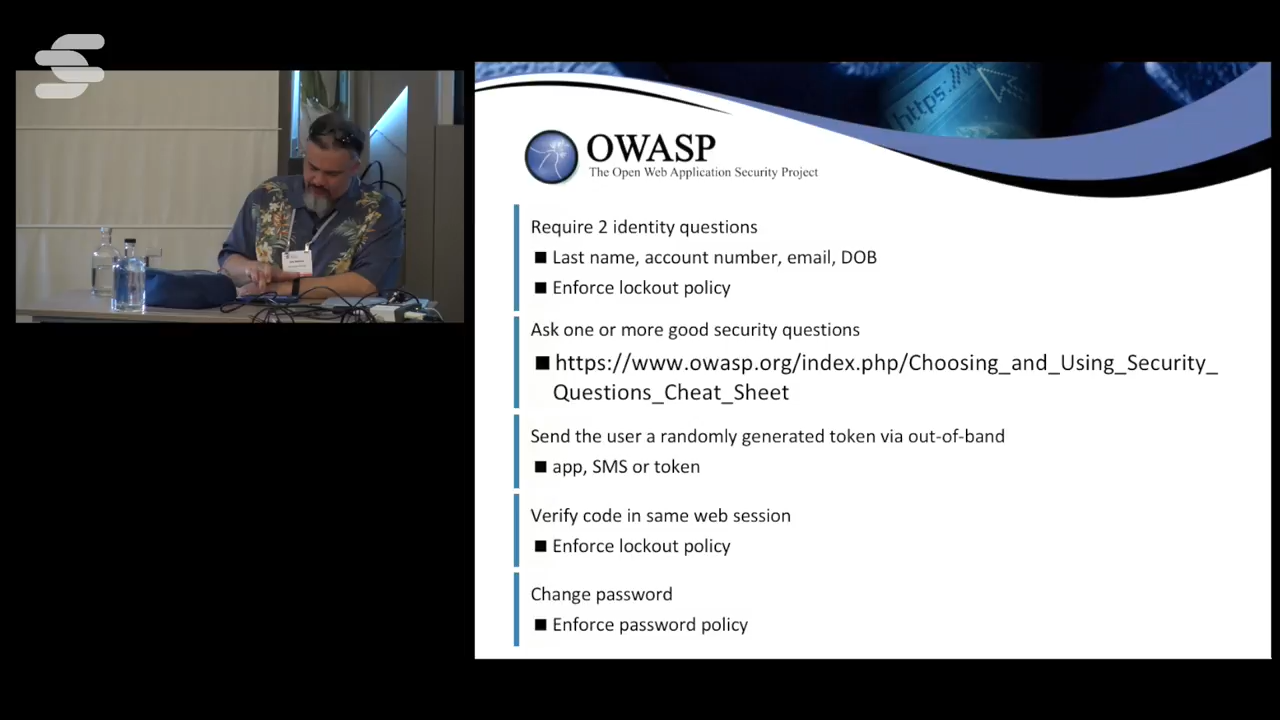 https://w
OWASP
The Open Web Application Security Project
Require 2 identity questions
■ Last name, account number, email, DOB
■ Enforce lockout policy
Ask one or more good security questions
■ https://www.owasp.org/index.php/Choosing_and_Using_Security_
Questions_Cheat_Sheet
Send the user a randomly generated token via out-of-band
■ app, SMS or token
Verify code in same web session
■ Enforce lockout policy
Change password
■ Enforce password policy